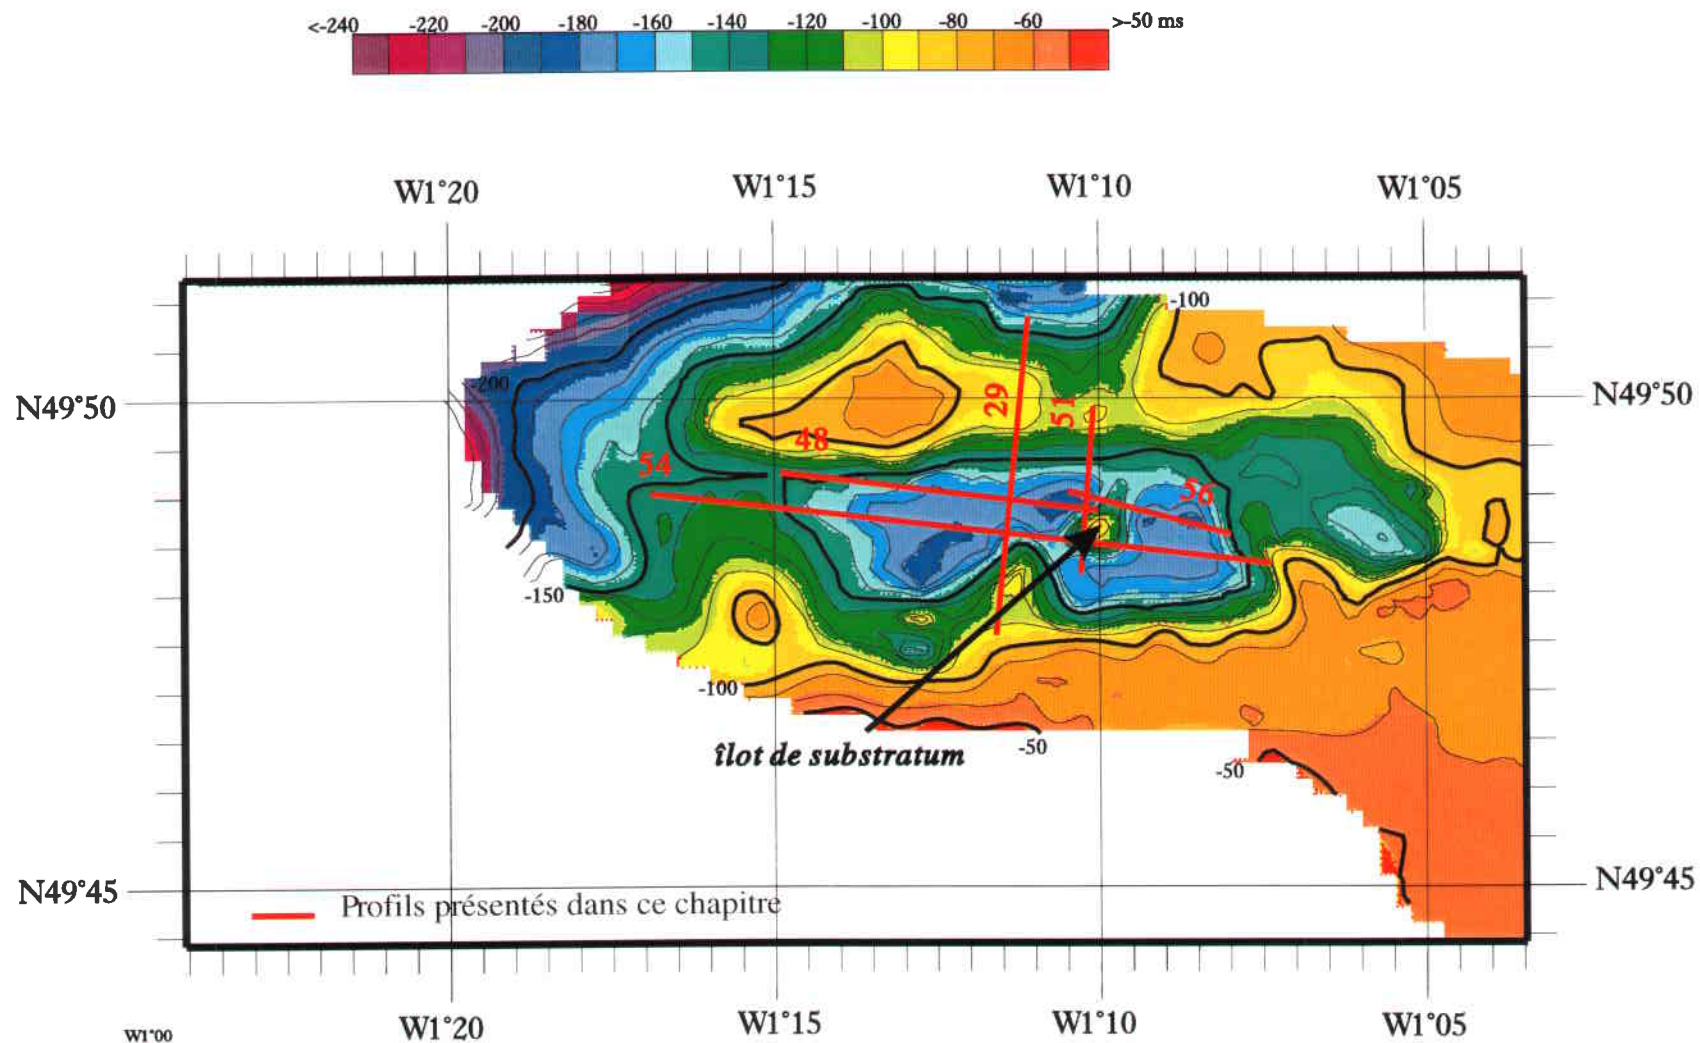 <-240 -220 -200 -180 -160 -140 -120 -100 -80 -60 >-50 ms
W1°20 W1°15 W1°10 W1°05
-100
-200
N49°50 N49°50
29 51
48
54 56
-150
-100
îlot de substratum -50
-50
N49°45 N49°45
Profils présentés dans ce chapitre
W1°00 W1°20 W1°15 W1°10 W1°05